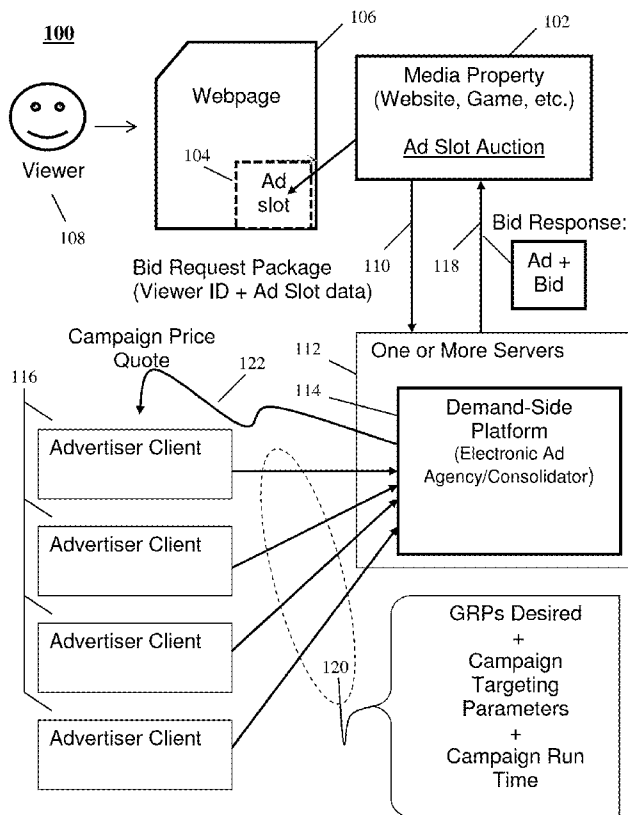 100
106
102
Webpage
Media Property
(Website, Game, etc.)
Ad Slot Auction
Viewer
104
Ad
slot
108
Bid Request Package
(Viewer ID + Ad Slot data)
110
118
Bid Response:
Ad +
Bid
Campaign Price
Quote
122
112
One or More Servers
114
Demand-Side
Platform
(Electronic Ad
Agency/Consolidator)
116
Advertiser Client
Advertiser Client
Advertiser Client
Advertiser Client
120
GRPs Desired
+
Campaign
Targeting
Parameters
+
Campaign Run
Time